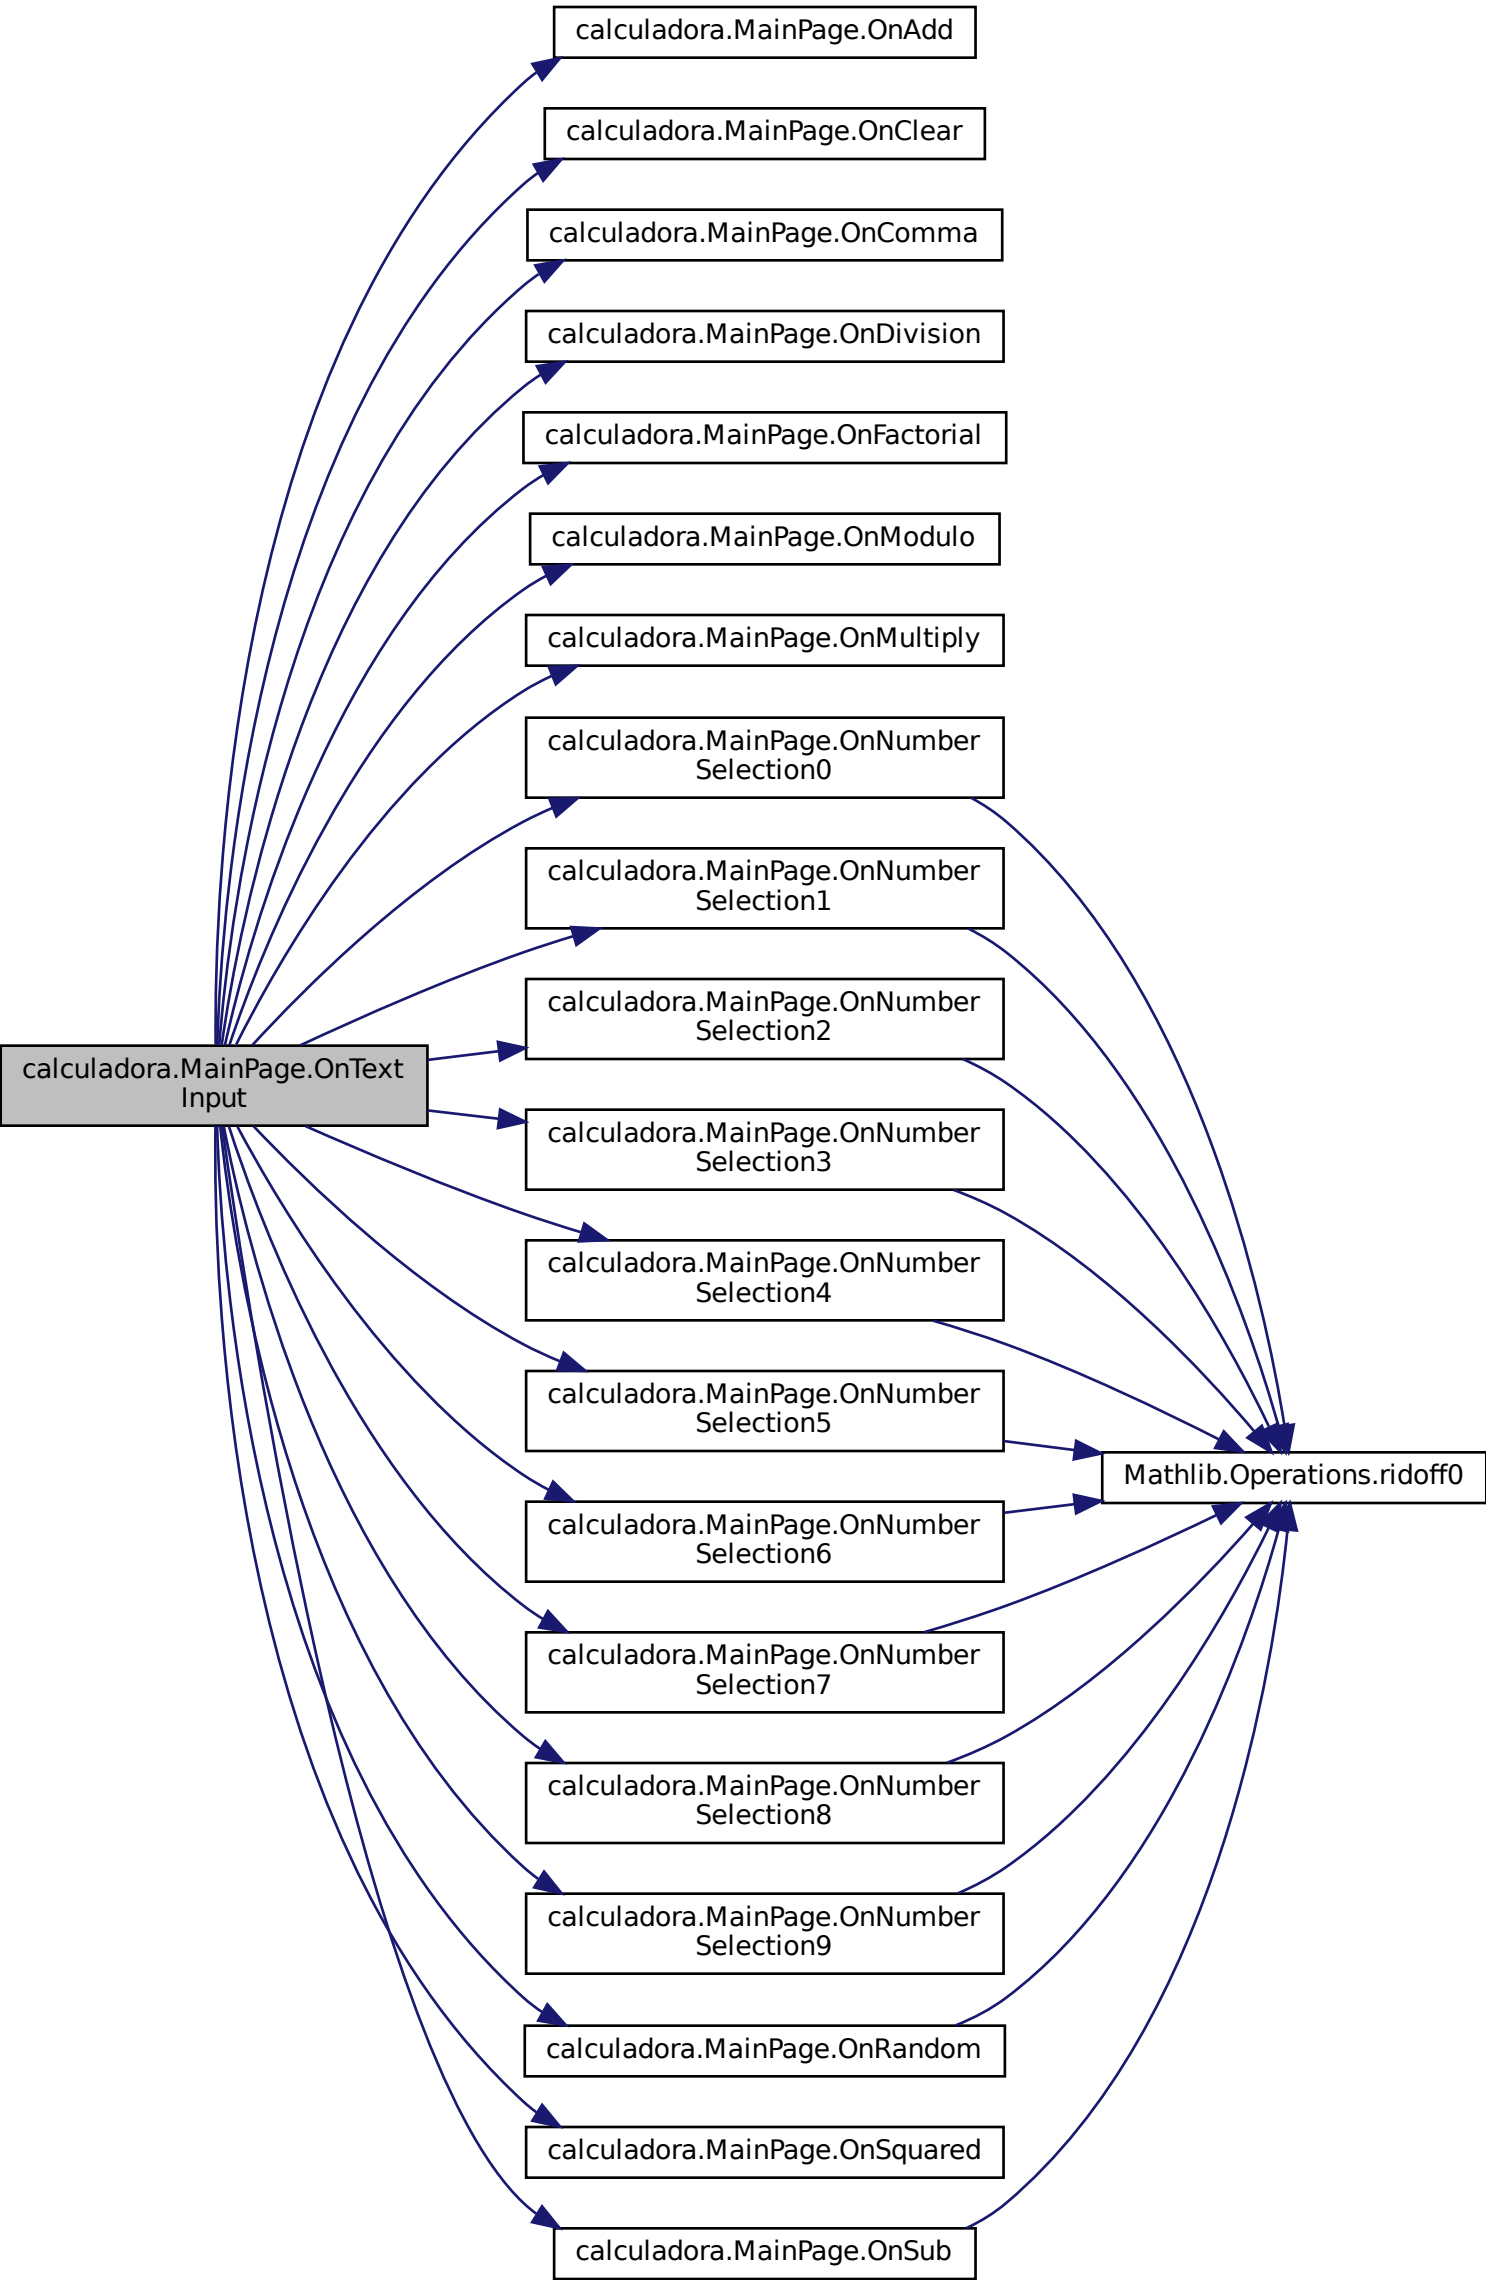 calculadora.MainPage.OnAdd
calculadora.MainPage.OnClear
calculadora.MainPage.OnComma
calculadora.MainPage.OnDivision
calculadora.MainPage.OnFactorial
calculadora.MainPage.OnModulo
calculadora.MainPage.OnMultiply
calculadora.MainPage.OnNumber
Selection0
calculadora.MainPage.OnNumber
Selection1
calculadora.MainPage.OnNumber
Selection2
calculadora.MainPage.OnText
Input
calculadora.MainPage.OnNumber
Selection3
calculadora.MainPage.OnNumber
Selection4
calculadora.MainPage.OnNumber
Selection5
Mathlib.Operations.ridoff0
calculadora.MainPage.OnNumber
Selection6
calculadora.MainPage.OnNumber
Selection7
calculadora.MainPage.OnNumber
Selection8
calculadora.MainPage.OnNumber
Selection9
calculadora.MainPage.OnRandom
calculadora.MainPage.OnSquared
calculadora.MainPage.OnSub